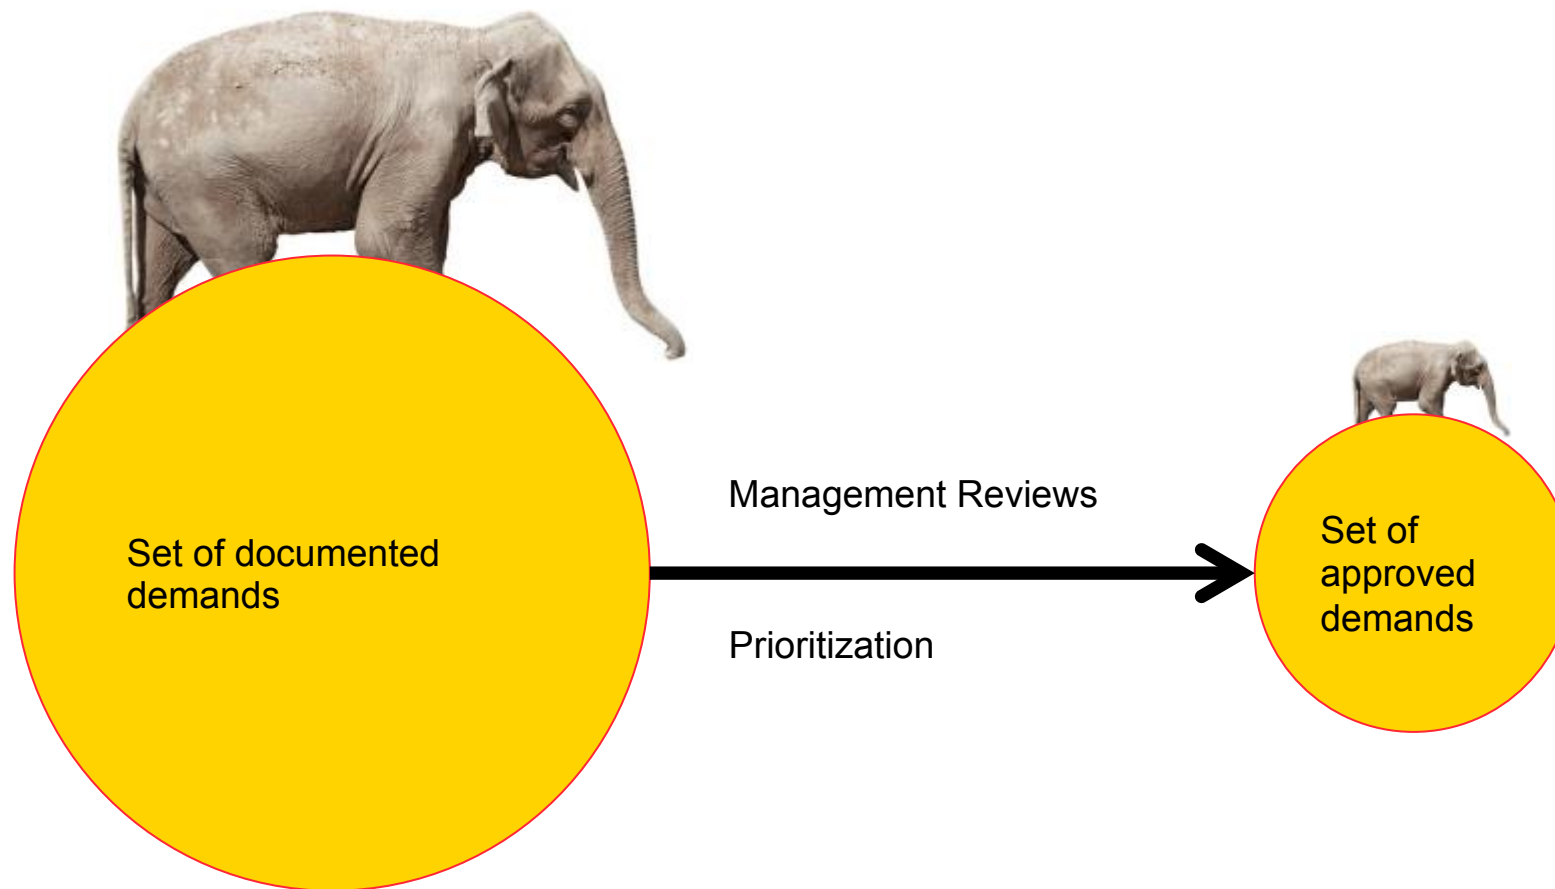 Set of documented
demands
Management Reviews
Prioritization
Set of
approved
demands